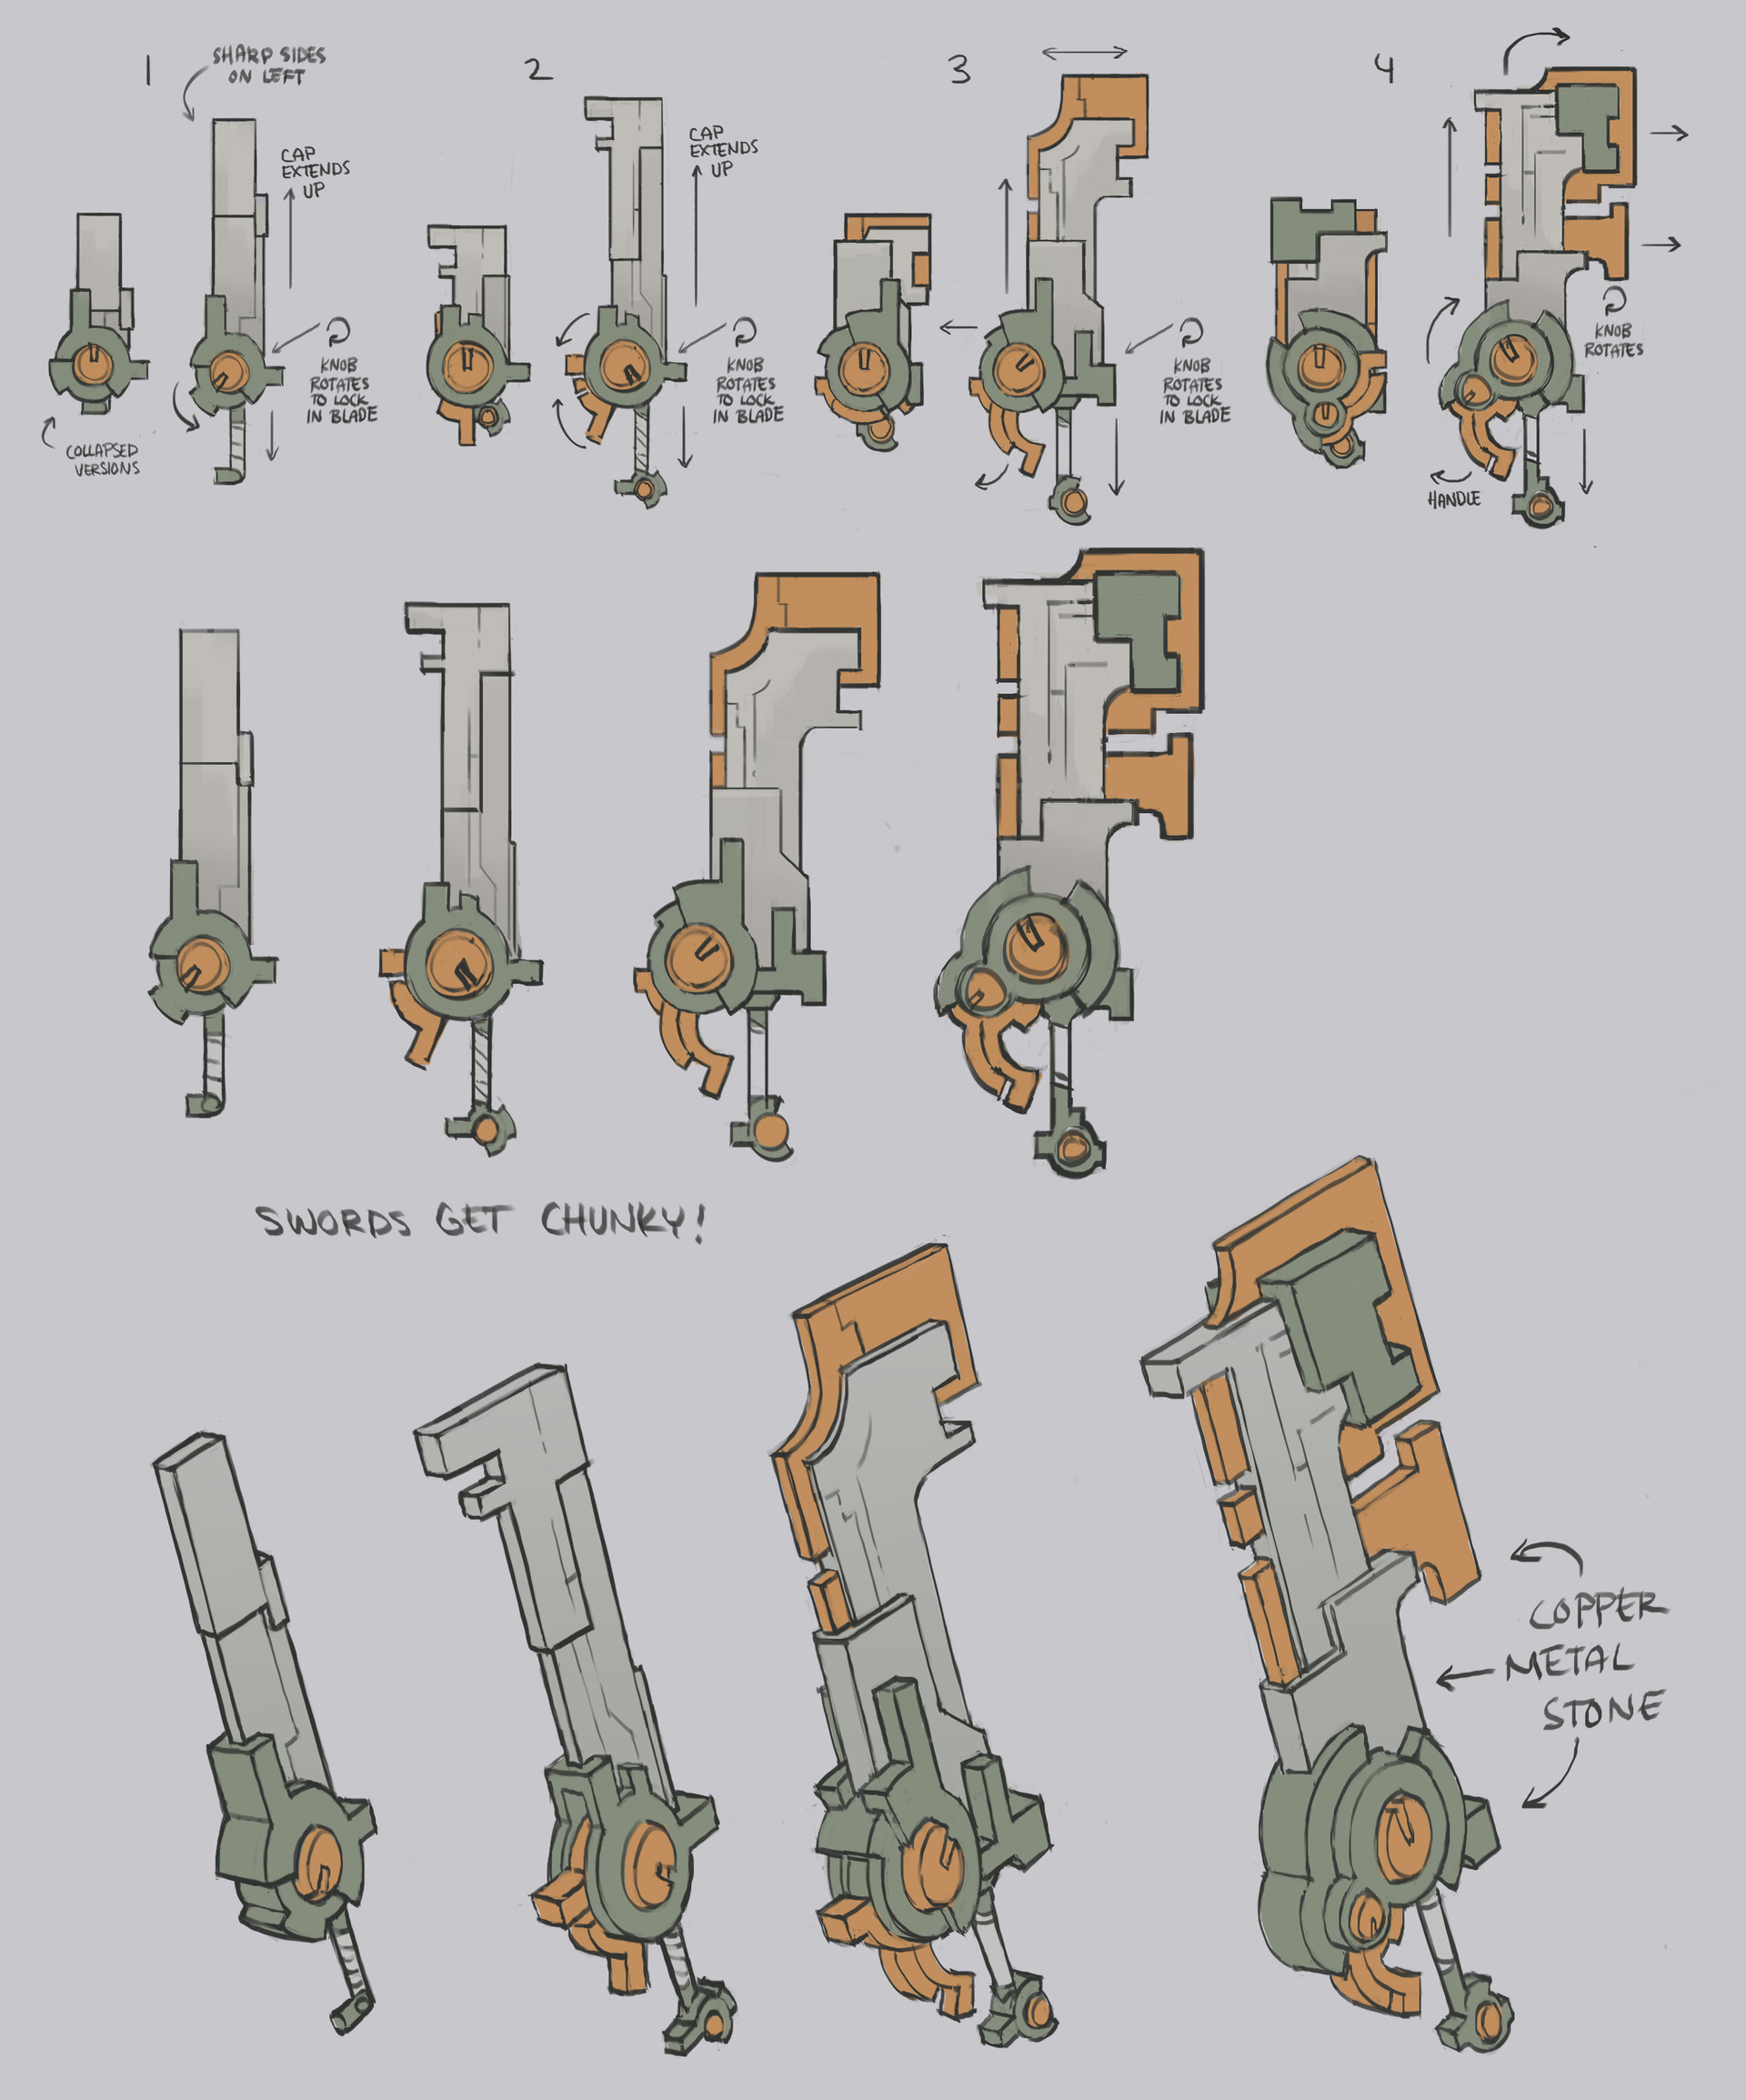 1
SHARP SIDES
ON LEFT
CAP
EXTENDS
UP
KNOB
ROTATES
TO LOCK
IN BLADE
COLLAPSED
VERSIONS
2
CAP
EXTENDS
UP
KNOB
ROTATES
TO LOCK
IN BLADE
3
KNOB
ROTATES
TO LOCK
IN BLADE
4
KNOB
ROTATES
HANDLE
SWORDS GET CHUNKY!
COPPER
METAL
STONE